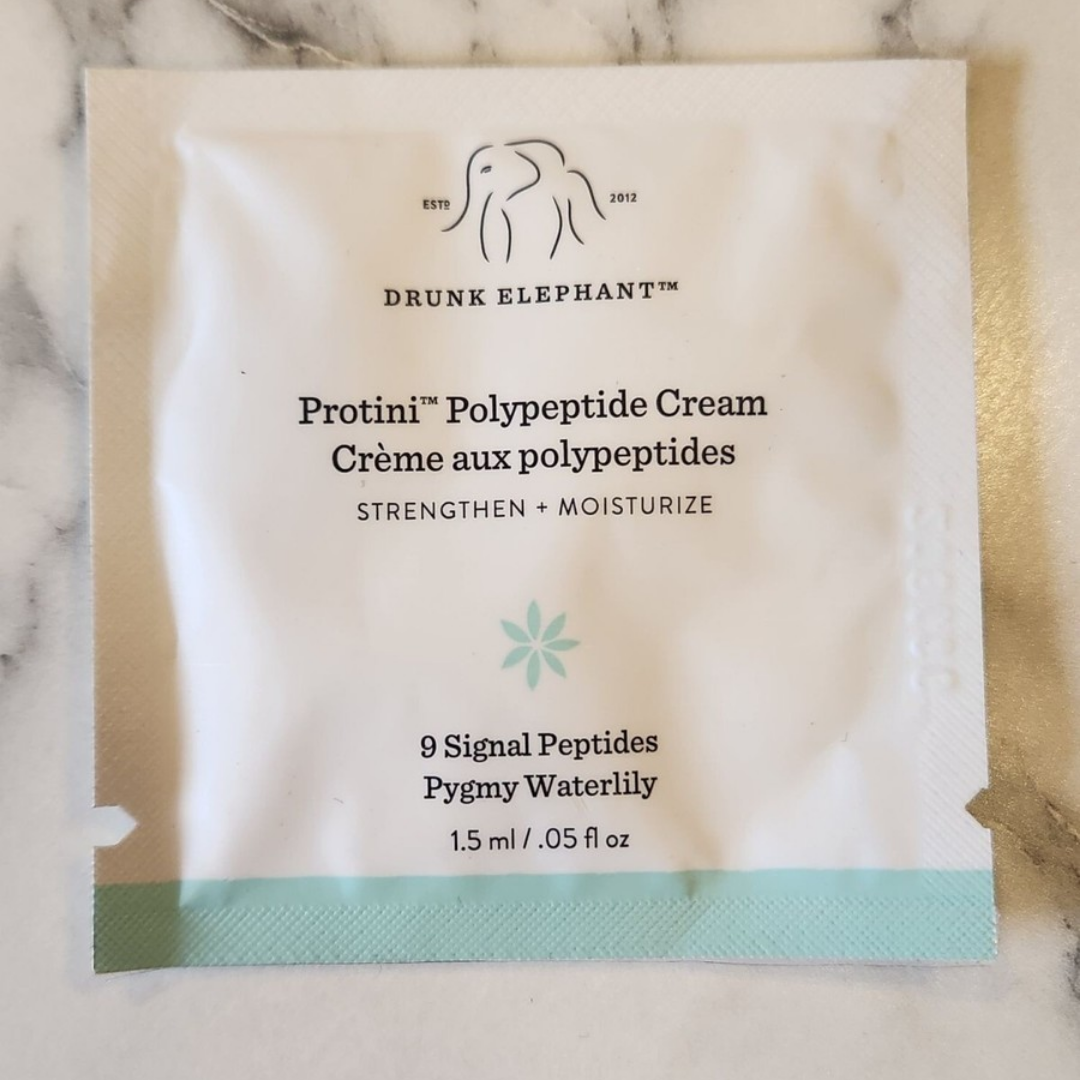 ESTD 2012
DRUNK ELEPHANT™
Protini™ Polypeptide Cream
Crème aux polypeptides
STRENGTHEN + MOISTURIZE
9 Signal Peptides
Pygmy Waterlily
1.5 ml / .05 fl oz